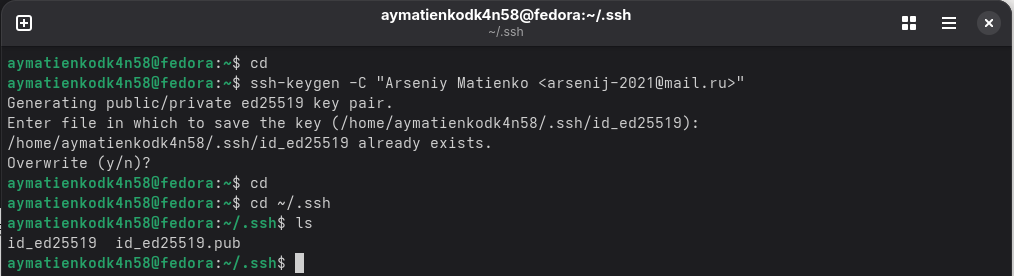 aymatienkodk4n58@fedora:~/.ssh
~/.ssh
aymatienkodk4n58@fedora:~$ cd
aymatienkodk4n58@fedora:~$ ssh-keygen -C "Arseniy Matienko <arsenij-2021@mail.ru>"
Generating public/private ed25519 key pair.
Enter file in which to save the key (/home/aymatienkodk4n58/.ssh/id_ed25519):
/home/aymatienkodk4n58/.ssh/id_ed25519 already exists.
Overwrite (y/n)?
aymatienkodk4n58@fedora:~$ cd
aymatienkodk4n58@fedora:~$ cd ~/.ssh
aymatienkodk4n58@fedora:~/.ssh$ ls
id_ed25519  id_ed25519.pub
aymatienkodk4n58@fedora:~/.ssh$